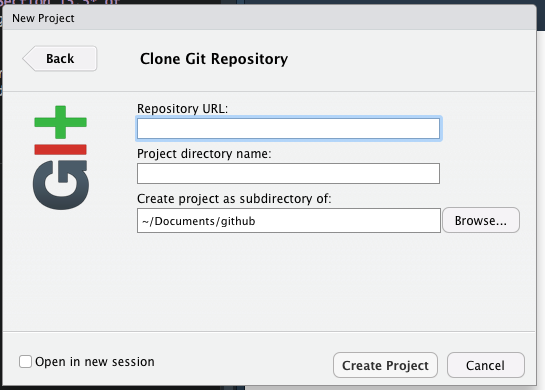 New Project
Back
Clone Git Repository
Repository URL:
Project directory name:
Create project as subdirectory of:
~/Documents/github
Browse...
GIt
Open in new session
Create Project
Cancel